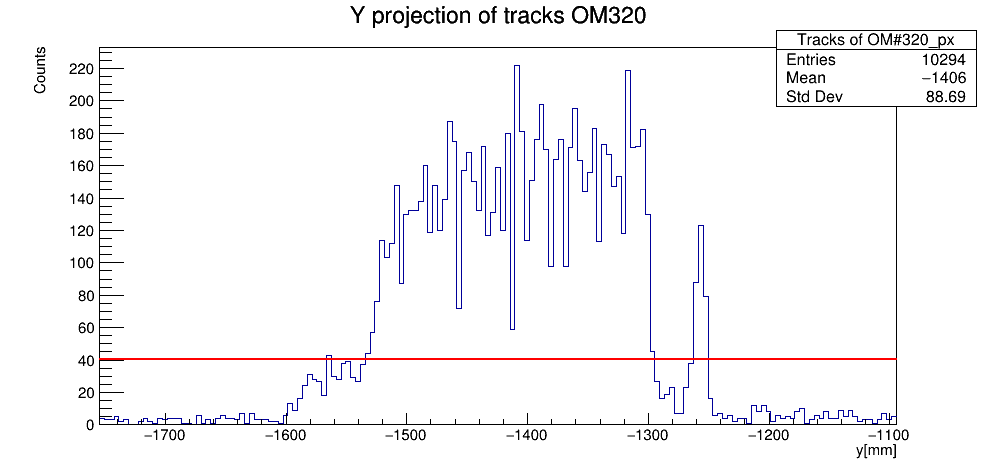 Y projection of tracks OM320
Tracks of OM#320_px
Entries 10294
Mean −1406
Std Dev 88.69
Counts
220
200
180
160
140
120
100
80
60
40
20
0
−1700 −1600 −1500 −1400 −1300 −1200 −1100
y[mm]